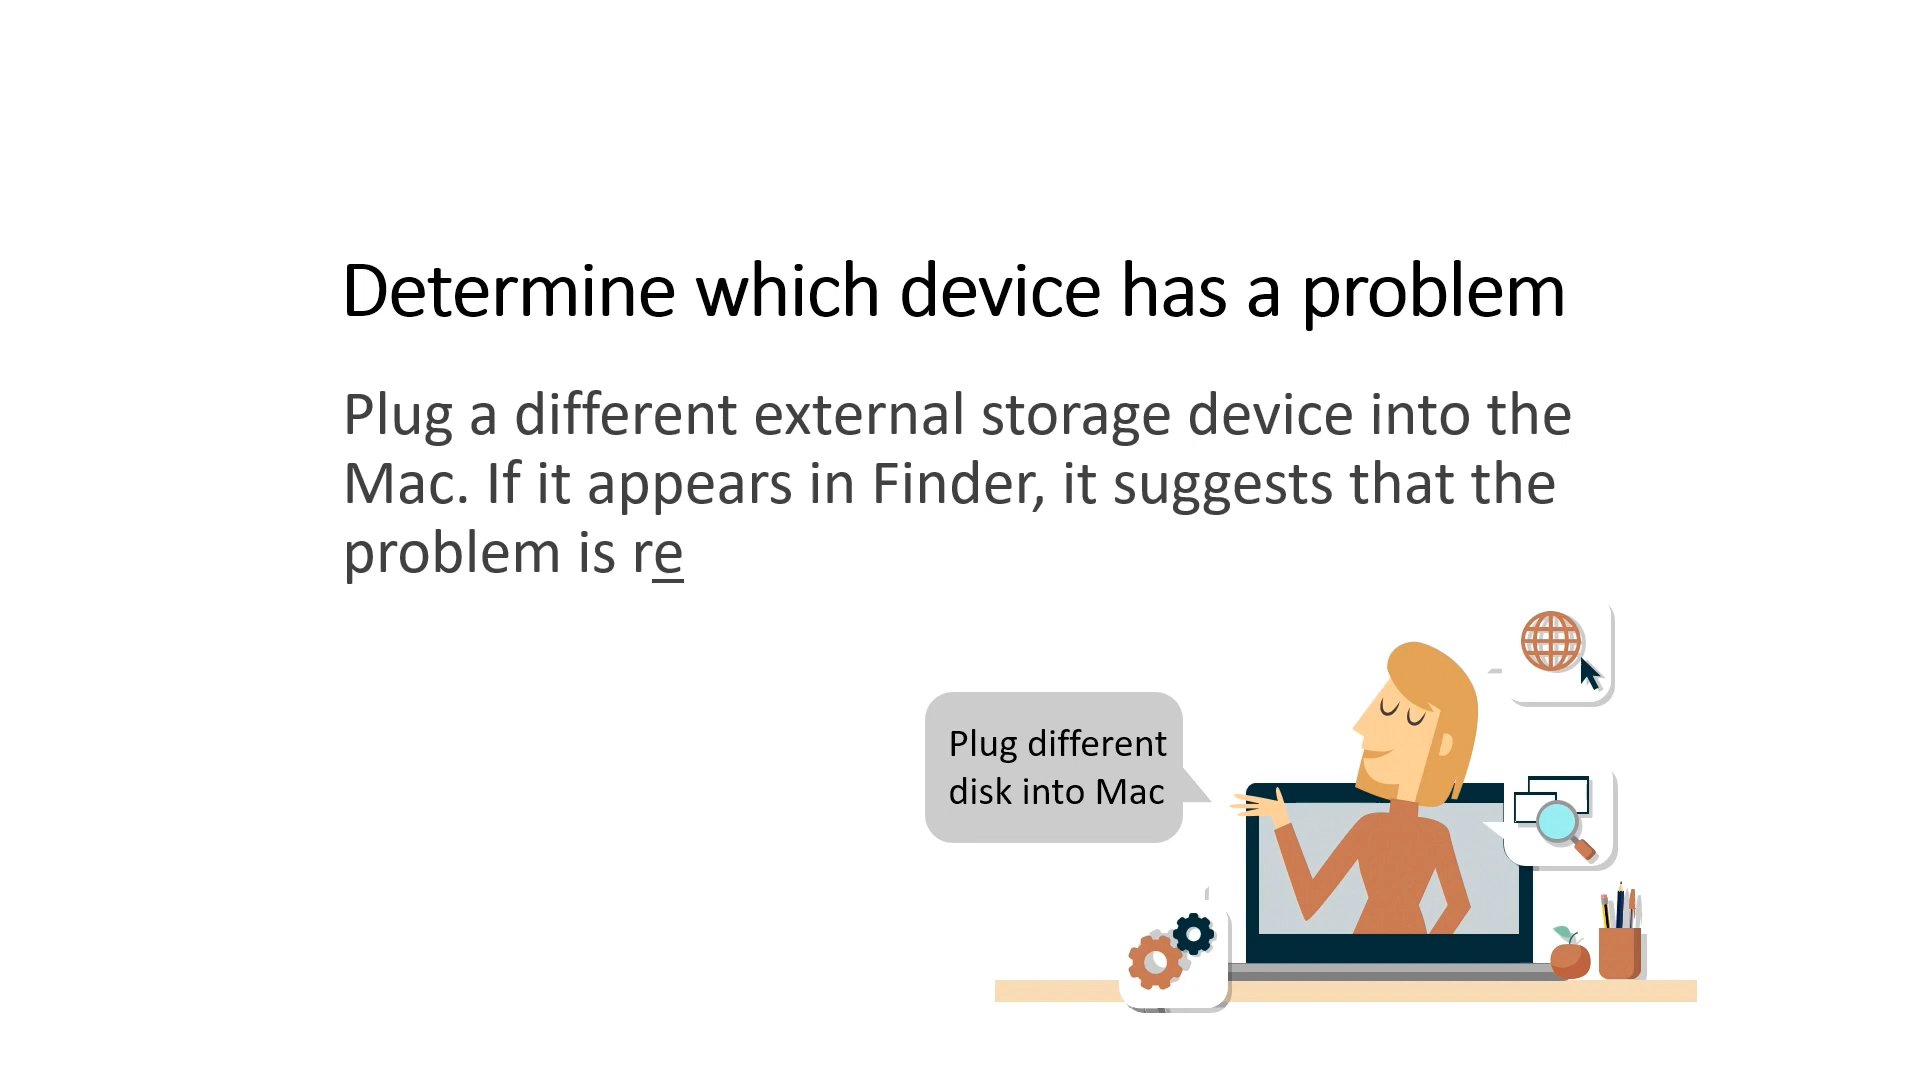 Determine which device has a problem
Plug a different external storage device into the
Mac. If it appears in Finder, it suggests that the
problem is re
Plug different
disk into Mac